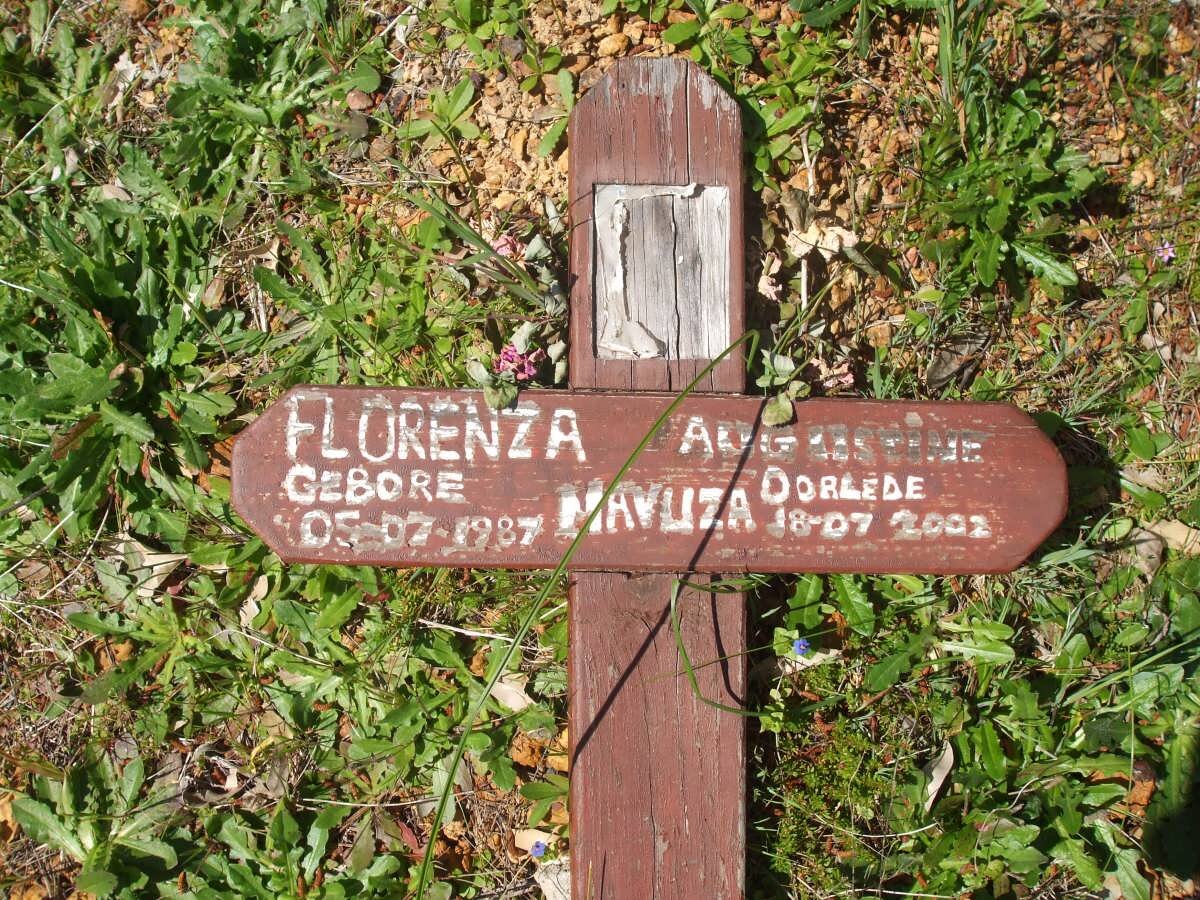 FLORENZA AUGUSTINE
GEBORE MAVUZA OORLEDE
05-07-1987 18-07 2002